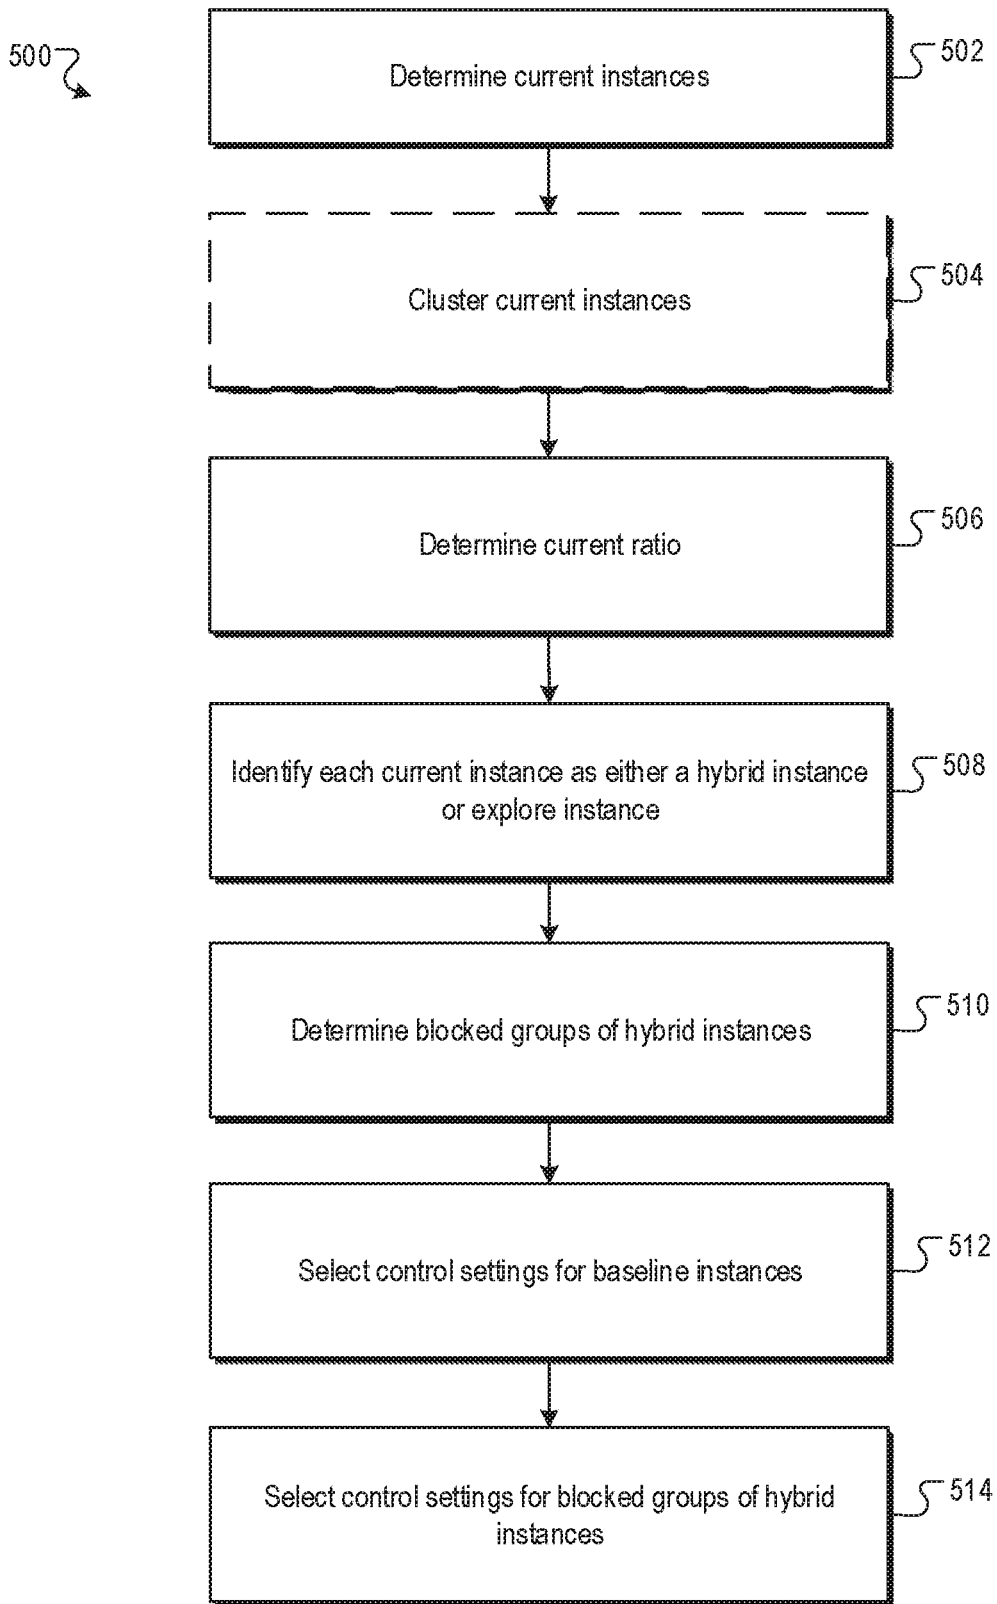 500
Determine current instances
502
Cluster current instances
504
Determine current ratio
506
Identify each current instance as either a hybrid instance
or explore instance
508
Determine blocked groups of hybrid instances
510
Select control settings for baseline instances
512
Select control settings for blocked groups of hybrid
instances
514